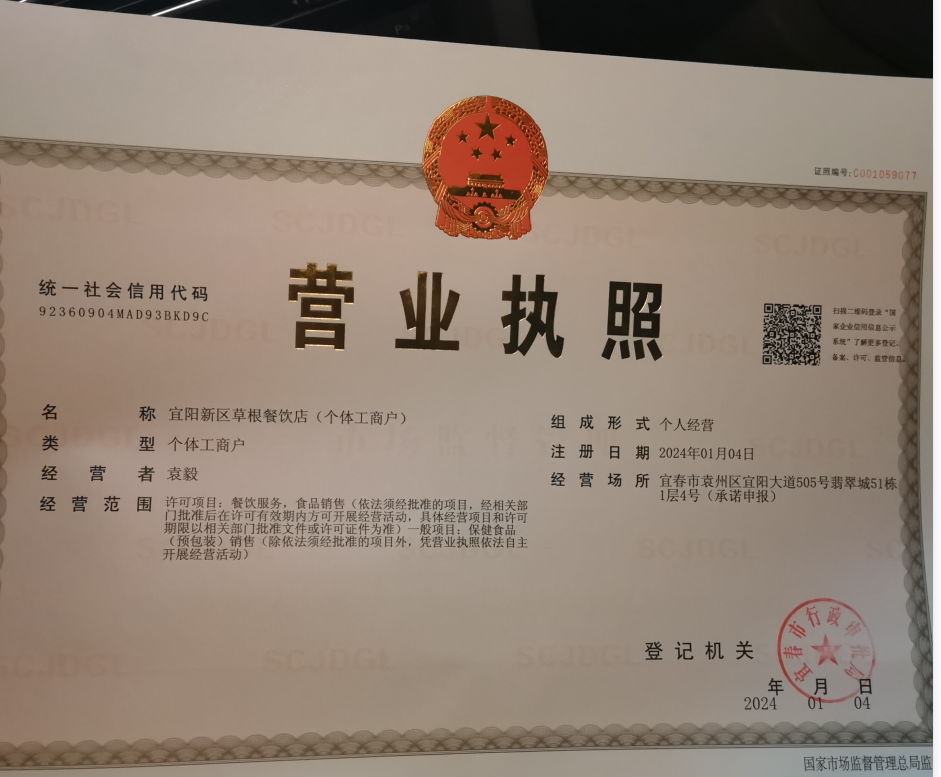 证照编号:C001059077
营业执照
统一社会信用代码
92360904MAD93BKD9C
扫描二维码登录“国
家企业信用信息公示
系统”了解更多登记、
备案、许可、监管信息。
名 称 宜阳新区草根餐饮店（个体工商户）
类 型 个体工商户
经 营 者 袁毅
经 营 范 围 许可项目：餐饮服务，食品销售（依法须经批准的项目，经相关部
门批准后在许可有效期内方可开展经营活动，具体经营项目和许可
期限以相关部门批准文件或许可证件为准）一般项目：保健食品
（预包装）销售（除依法须经批准的项目外，凭营业执照依法自主
开展经营活动）
组 成 形 式 个人经营
注 册 日 期 2024年01月04日
经 营 场 所 宜春市袁州区宜阳大道505号翡翠城51栋
1层4号（承诺申报）
登记机关
宜春市行政审批局
年 月 日
2024 01 04
国家市场监督管理总局监
SCJDGL
SCJDGL
SCJDGL
SCJDGL
SCJDGL
SCJDGL